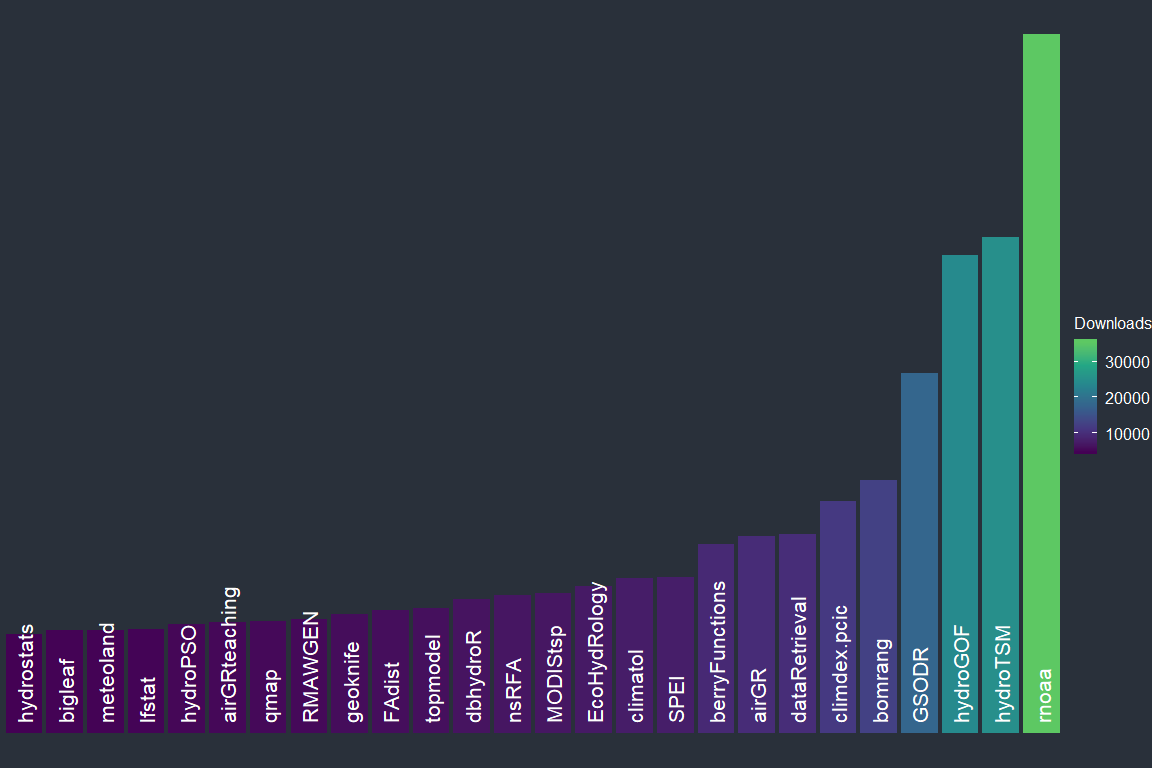 hydrostats
bigleaf
meteoland
lfstat
hydroPSO
airGRteaching
qmap
RMAWGEN
geoknife
FAdist
topmodel
dbhydroR
nsRFA
MODIStsp
EcoHydRology
climatol
SPEI
berryFunctions
airGR
dataRetrieval
climdex.pcic
bomrang
GSODR
hydroGOF
hydroTSM
rnoaa
Downloads
30000
20000
10000